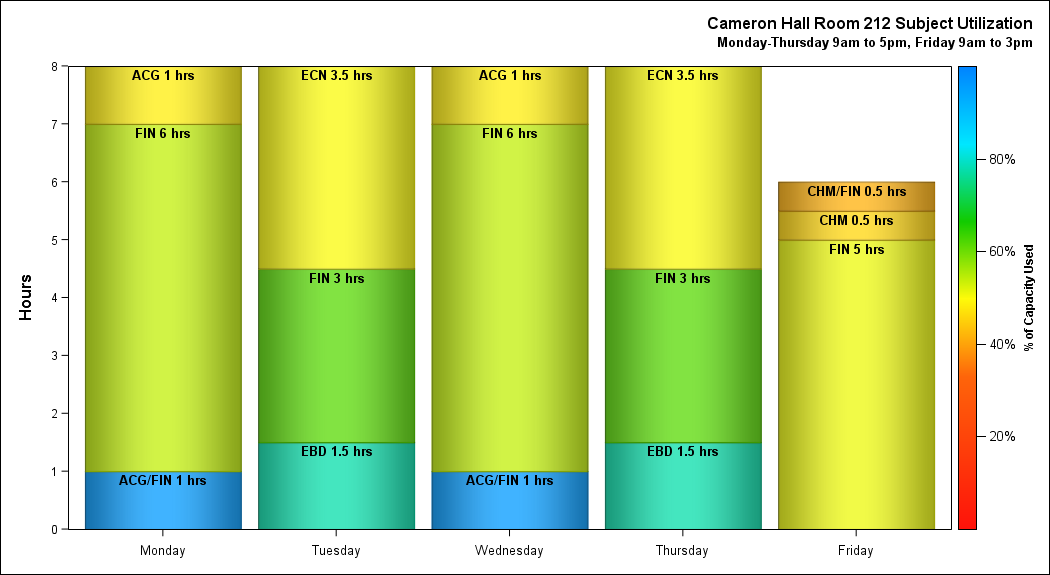 Cameron Hall Room 212 Subject Utilization
Monday-Thursday 9am to 5pm, Friday 9am to 3pm
Hours
8
7
6
5
4
3
2
1
0
ACG 1 hrs
FIN 6 hrs
ACG/FIN 1 hrs
ECN 3.5 hrs
FIN 3 hrs
EBD 1.5 hrs
ACG 1 hrs
FIN 6 hrs
ACG/FIN 1 hrs
ECN 3.5 hrs
FIN 3 hrs
EBD 1.5 hrs
CHM/FIN 0.5 hrs
CHM 0.5 hrs
FIN 5 hrs
Monday
Tuesday
Wednesday
Thursday
Friday
80%
60%
40%
20%
% of Capacity Used